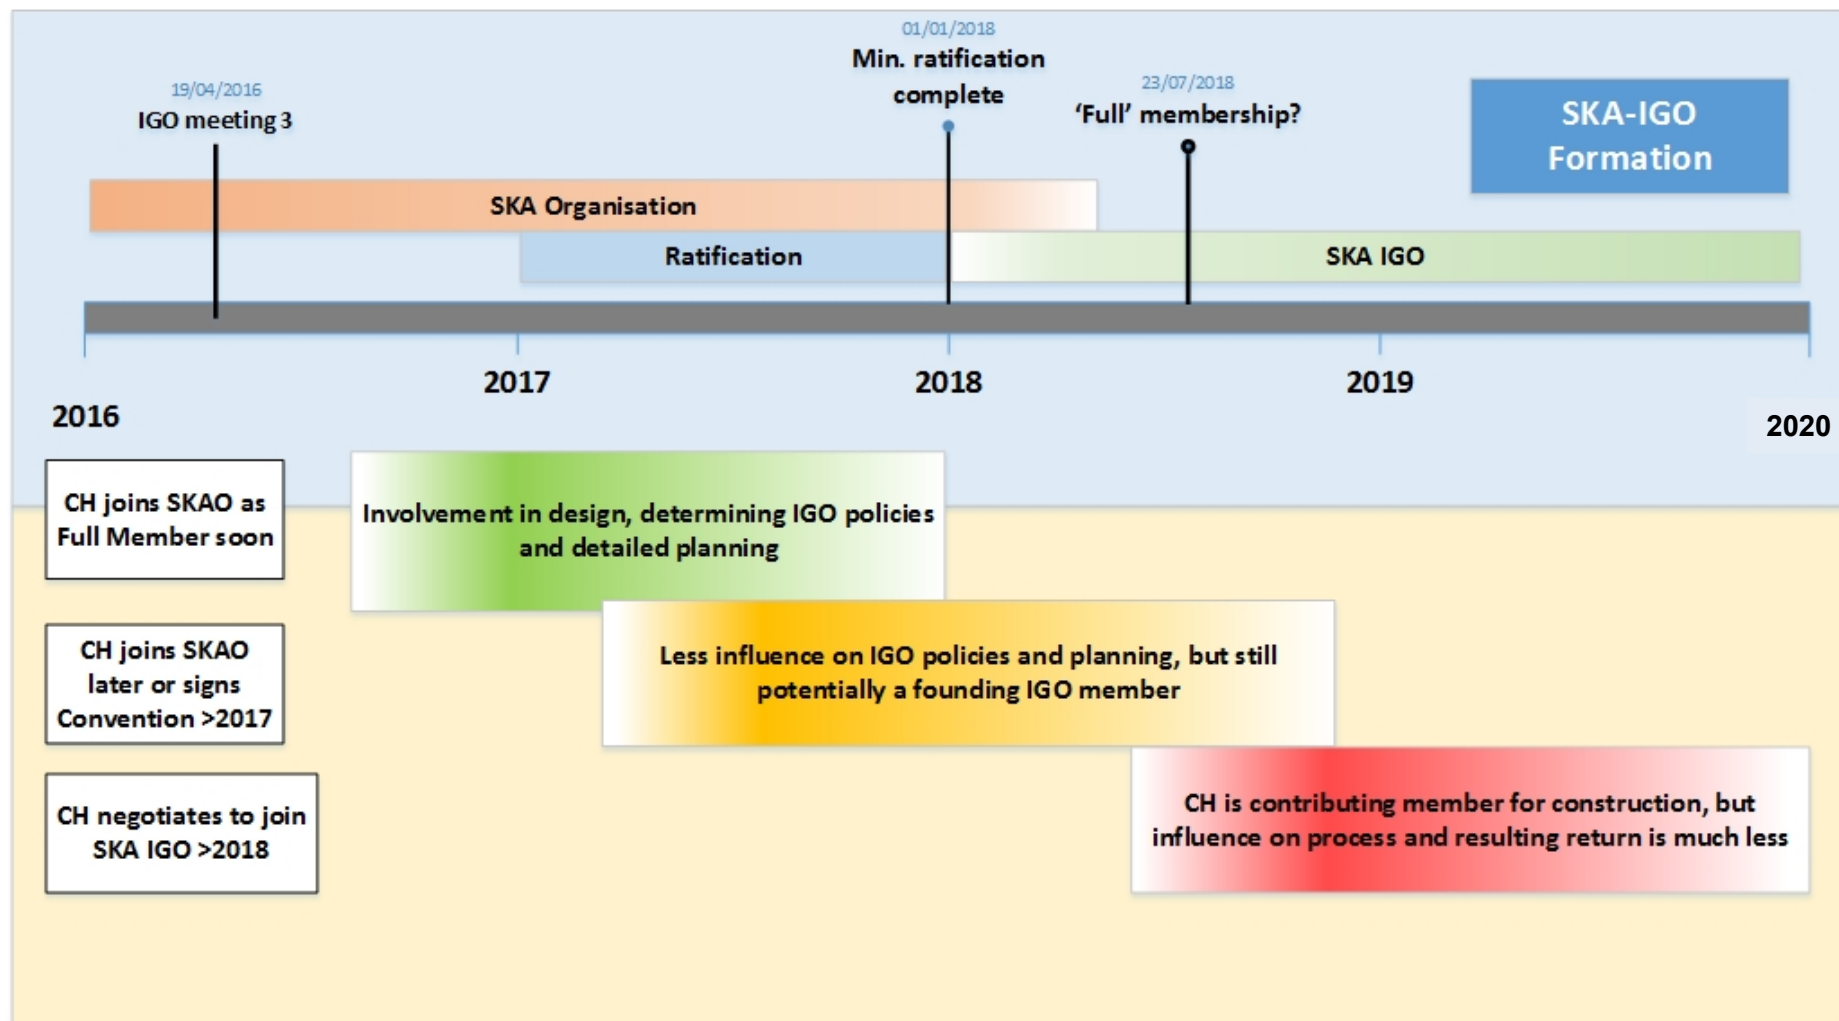 01/01/2018
Min. ratification
complete
19/04/2016
IGO meeting 3
23/07/2018
‘Full’ membership?
SKA-IGO
Formation
SKA Organisation
Ratification
SKA IGO
2017
2018
2019
2016
2020
CH joins SKAO as
Full Member soon
Involvement in design, determining IGO policies
and detailed planning
CH joins SKAO
later or signs
Convention >2017
Less influence on IGO policies and planning, but still
potentially a founding IGO member
CH negotiates to join
SKA IGO >2018
CH is contributing member for construction, but
influence on process and resulting return is much less